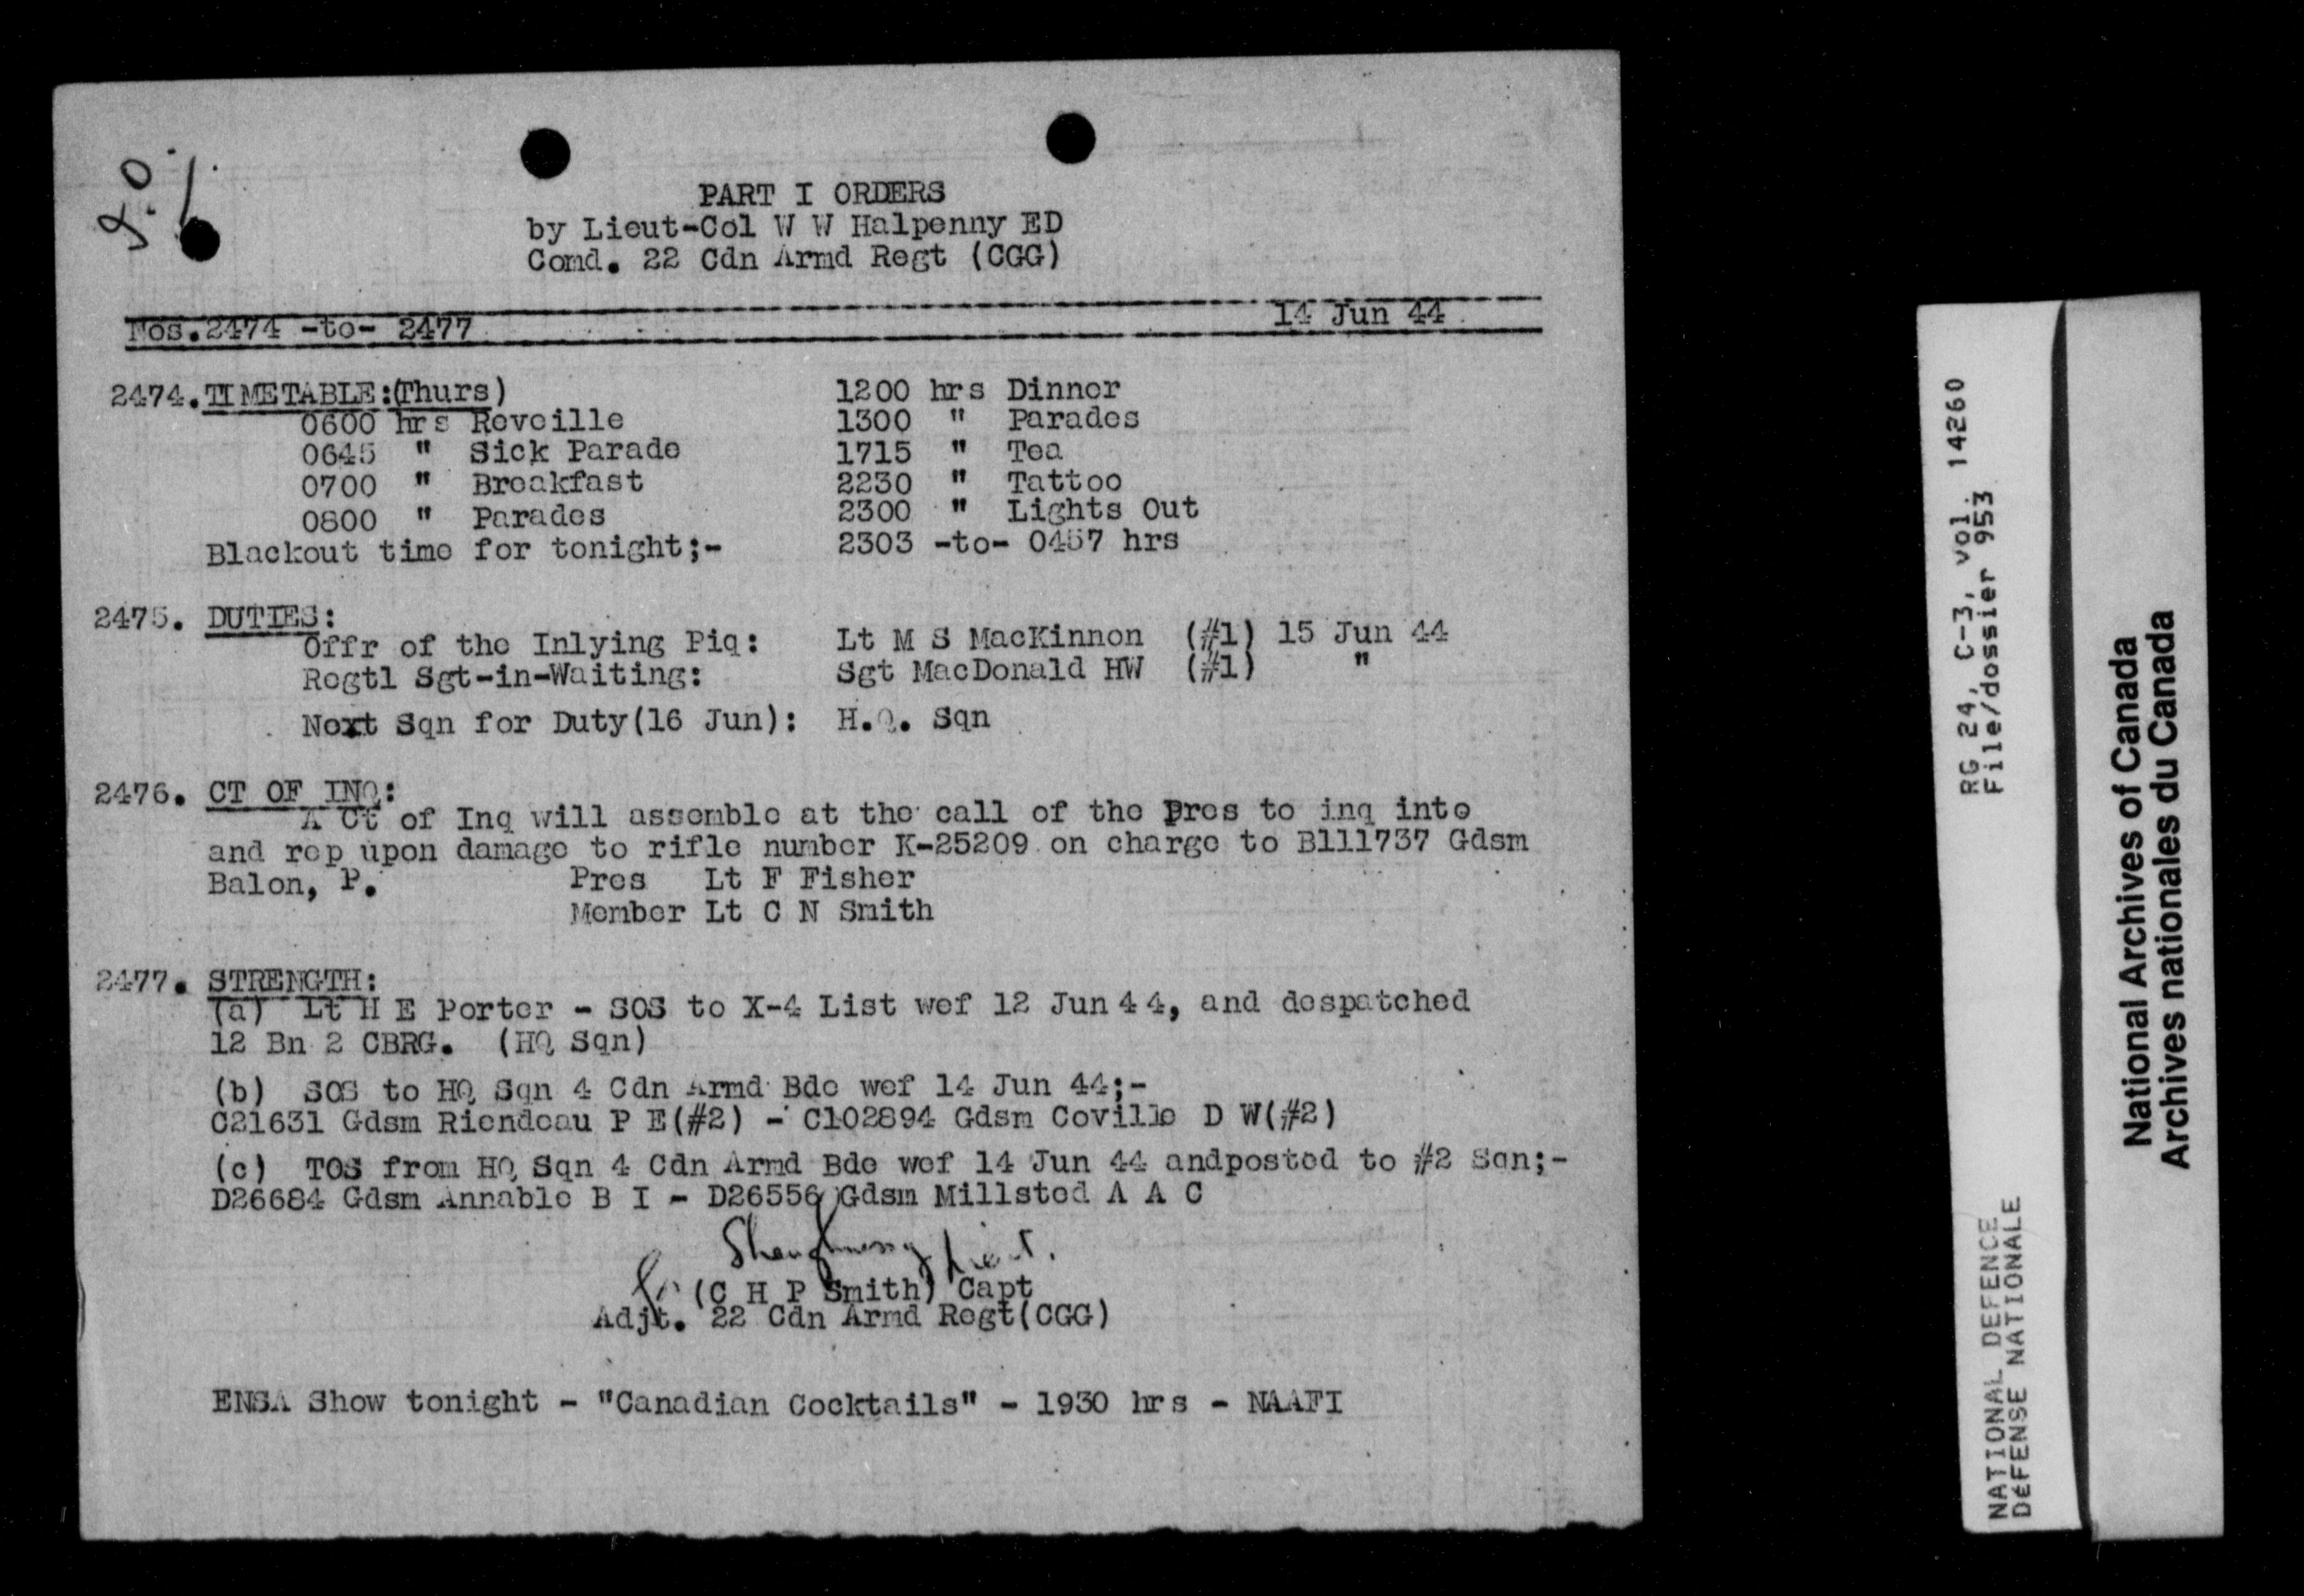 PART I ORDERS
by Lieut-Col W W Halpenny ED
Comd. 22 Cdn Armd Regt (CGG)
Nos.2474 -to- 2477 14 Jun 44
2474. TIMETABLE:(Thurs) 1200 hrs Dinner
0600 hrs Reveille 1300 " Parades
0645 " Sick Parade 1715 " Tea
0700 " Breakfast 2230 " Tattoo
0800 " Parades 2300 " Lights Out
Blackout time for tonight;- 2303 -to- 0457 hrs
2475. DUTIES:
Offr of the Inlying Piq: Lt M S MacKinnon (#1) 15 Jun 44
Regtl Sgt-in-Waiting: Sgt MacDonald HW (#1) "
Next Sqn for Duty(16 Jun): H.Q. Sqn
2476. CT OF INQ:
A Ct of Inq will assemble at the call of the Pres to inq into
and rep upon damage to rifle number K-25209 on charge to B111737 Gdsm
Balon, P. Pres Lt F Fisher
Member Lt C N Smith
2477. STRENGTH:
(a) Lt H E Porter - SOS to X-4 List wef 12 Jun 44, and despatched
12 Bn 2 CBRG. (HQ Sqn)
(b) SOS to HQ Sqn 4 Cdn Armd Bde wef 14 Jun 44;-
C21631 Gdsm Riendeau P E(#2) - C102894 Gdsm Coville D W(#2)
(c) TOS from HQ Sqn 4 Cdn Armd Bde wef 14 Jun 44 andposted to #2 Sqn;-
D26684 Gdsm Annable B I - D26556 Gdsm Millsted A A C
Lieut.
(C H P Smith) Capt
Adjt. 22 Cdn Armd Regt(CGG)
ENSA Show tonight - "Canadian Cocktails" - 1930 hrs - NAAFI
RG 24, C-3, vol. 14260
File/dossier 953
NATIONAL DEFENCE
DÉFENSE NATIONALE
National Archives of Canada
Archives nationales du Canada